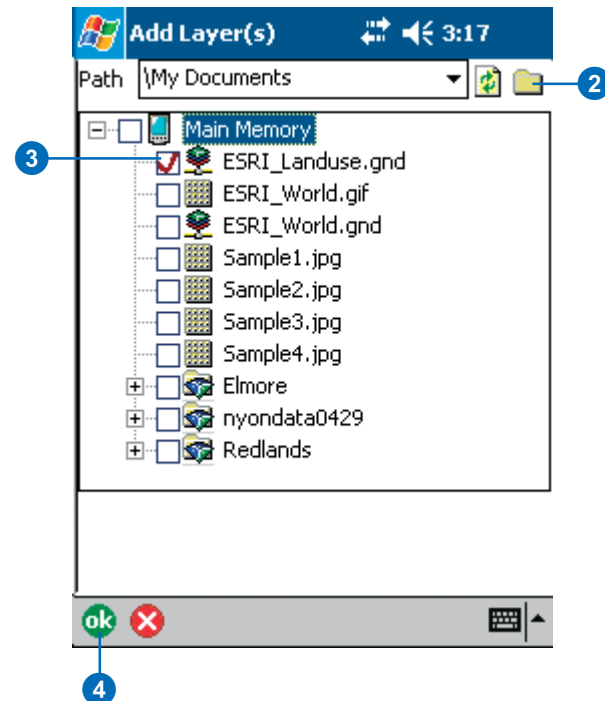 Add Layer(s) 3:17
Path \My Documents
2
Main Memory
3
ESRI_Landuse.gnd
ESRI_World.gif
ESRI_World.gnd
Sample1.jpg
Sample2.jpg
Sample3.jpg
Sample4.jpg
Elmore
nyondata0429
Redlands
ok
4